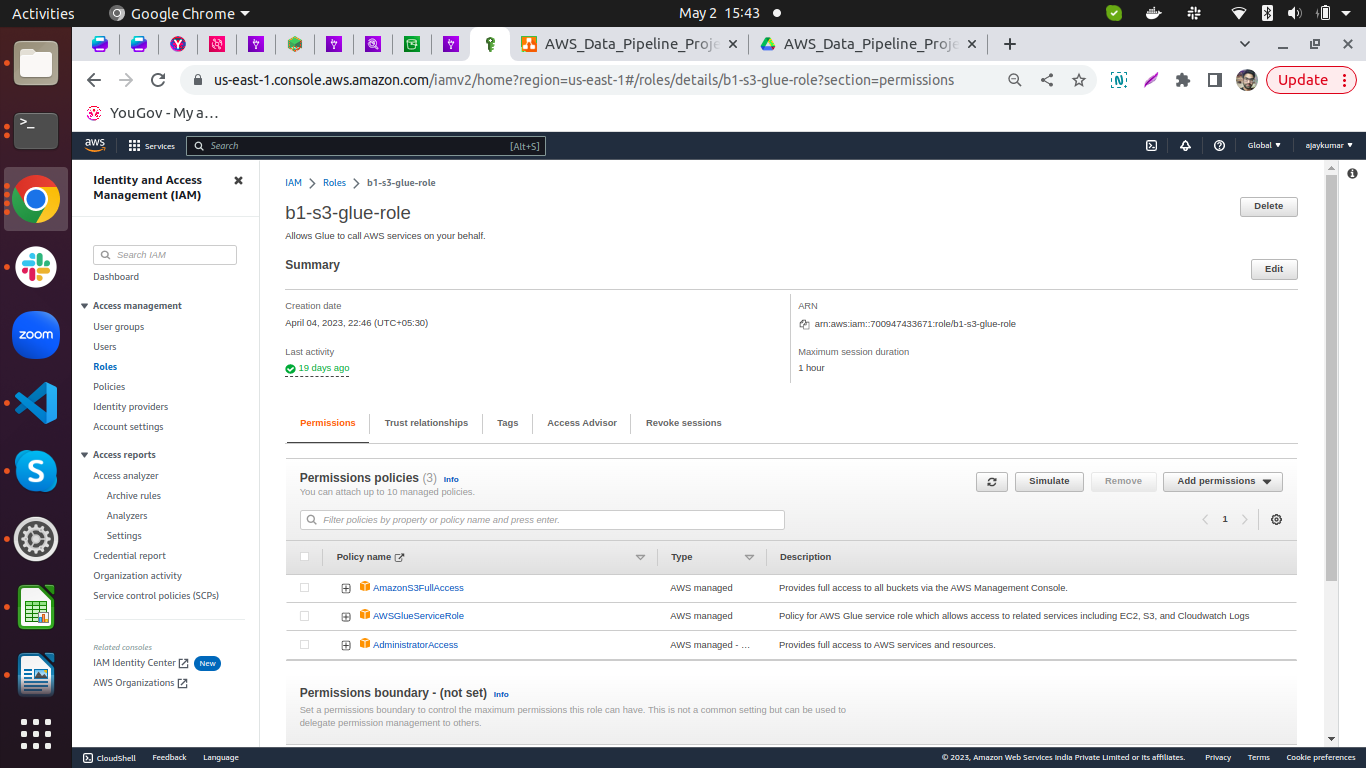 Activities
Google Chrome
May 2 15:43
AWS_Data_Pipeline_Proje
AWS_Data_Pipeline_Proje
us-east-1.console.aws.amazon.com/iamv2/home?region=us-east-1#/roles/details/b1-s3-glue-role?section=permissions
Update
YouGov - My a…
aws
Services
Search
[Alt+S]
Global
ajaykumar
Identity and Access
Management (IAM)
Search IAM
Dashboard
Access management
User groups
Users
Roles
Policies
Identity providers
Account settings
Access reports
Access analyzer
Archive rules
Analyzers
Settings
Credential report
Organization activity
Service control policies (SCPs)
Related consoles
IAM Identity Center
New
AWS Organizations
IAM
Roles
b1-s3-glue-role
b1-s3-glue-role
Delete
Allows Glue to call AWS services on your behalf.
Summary
Edit
Creation date
April 04, 2023, 22:46 (UTC+05:30)
ARN
arn:aws:iam::700947433671:role/b1-s3-glue-role
Last activity
19 days ago
Maximum session duration
1 hour
Permissions
Trust relationships
Tags
Access Advisor
Revoke sessions
Permissions policies (3)
Info
You can attach up to 10 managed policies.
Simulate
Remove
Add permissions
Filter policies by property or policy name and press enter.
1
Policy name
Type
Description
AmazonS3FullAccess
AWS managed
Provides full access to all buckets via the AWS Management Console.
AWSGlueServiceRole
AWS managed
Policy for AWS Glue service role which allows access to related services including EC2, S3, and Cloudwatch Logs
AdministratorAccess
AWS managed - …
Provides full access to AWS services and resources.
Permissions boundary - (not set)
Info
Set a permissions boundary to control the maximum permissions this role can have. This is not a common setting but can be used to
delegate permission management to others.
zoom
CloudShell
Feedback
Language
© 2023, Amazon Web Services India Private Limited or its affiliates.
Privacy
Terms
Cookie preferences